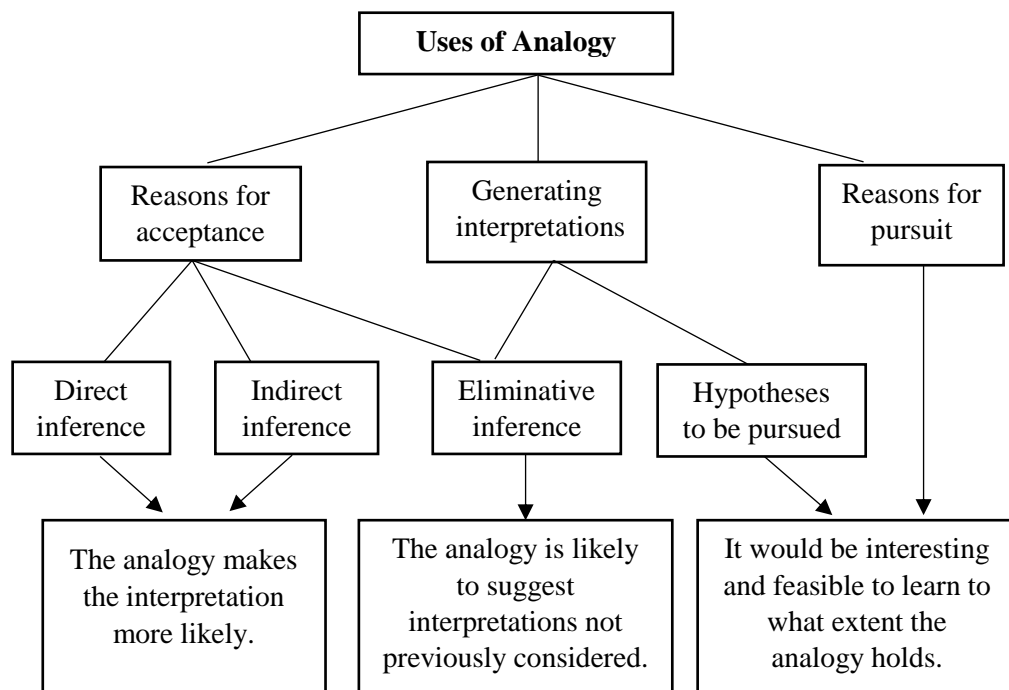 Uses of Analogy
Reasons for
acceptance
Generating
interpretations
Reasons for
pursuit
Direct
inference
Indirect
inference
Eliminative
inference
Hypotheses
to be pursued
The analogy makes
the interpretation
more likely.
The analogy is likely
to suggest
interpretations not
previously considered.
It would be interesting
and feasible to learn to
what extent the
analogy holds.